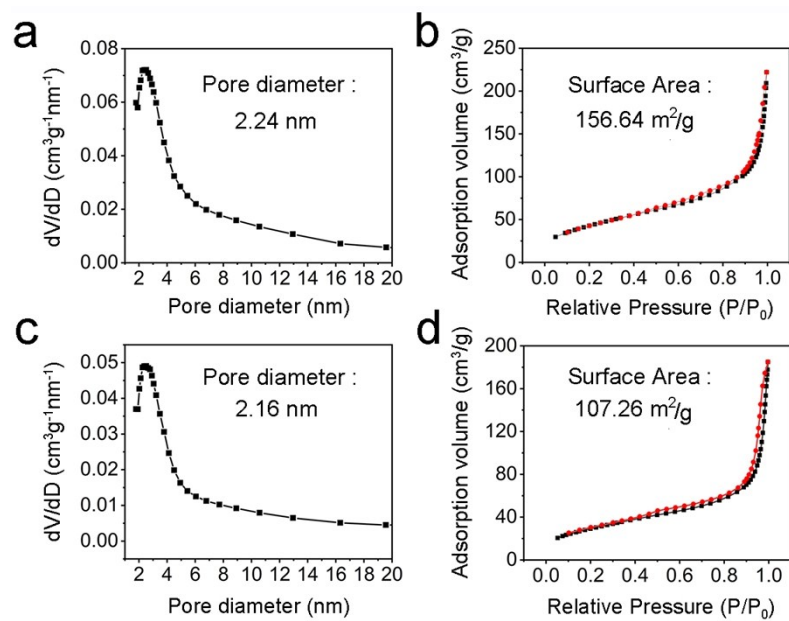 a
0.08
0.06
0.04
0.02
0.00
dV/dD (cm³g⁻¹nm⁻¹)
Pore diameter :
2.24 nm
2 4 6 8 10 12 14 16 18 20
Pore diameter (nm)
b
250
200
150
100
50
0
Adsorption volume (cm³/g)
Surface Area :
156.64 m²/g
0.0 0.2 0.4 0.6 0.8 1.0
Relative Pressure (P/P₀)
c
0.05
0.04
0.03
0.02
0.01
0.00
dV/dD (cm³g⁻¹nm⁻¹)
Pore diameter :
2.16 nm
2 4 6 8 10 12 14 16 18 20
Pore diameter (nm)
d
200
160
120
80
40
0
Adsorption volume (cm³/g)
Surface Area :
107.26 m²/g
0.0 0.2 0.4 0.6 0.8 1.0
Relative Pressure (P/P₀)